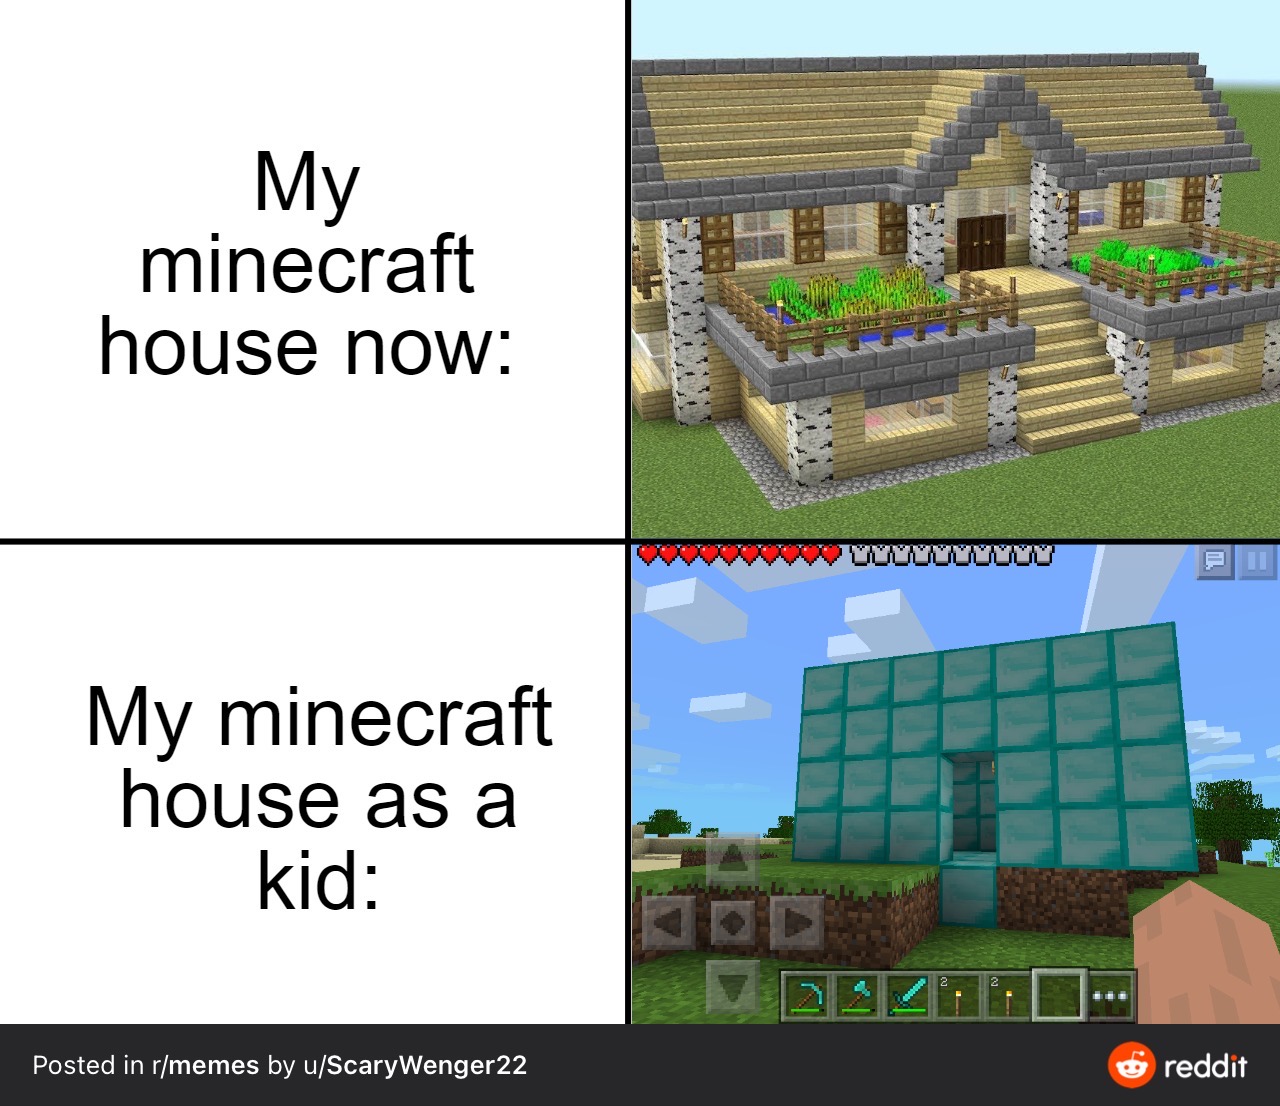 My
minecraft
house now:
My minecraft
house as a
kid:
2
2
Posted in r/memes by u/ScaryWenger22
reddit